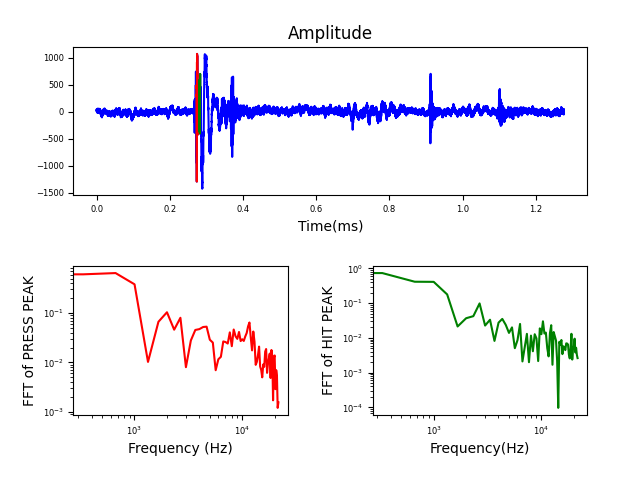 Amplitude
1000
500
0
−500
−1000
−1500
0.0 0.2 0.4 0.6 0.8 1.0 1.2
Time(ms)
FFT of PRESS PEAK
10⁻¹
10⁻²
10⁻³
10³ 10⁴
Frequency (Hz)
FFT of HIT PEAK
10⁰
10⁻¹
10⁻²
10⁻³
10⁻⁴
10³ 10⁴
Frequency(Hz)